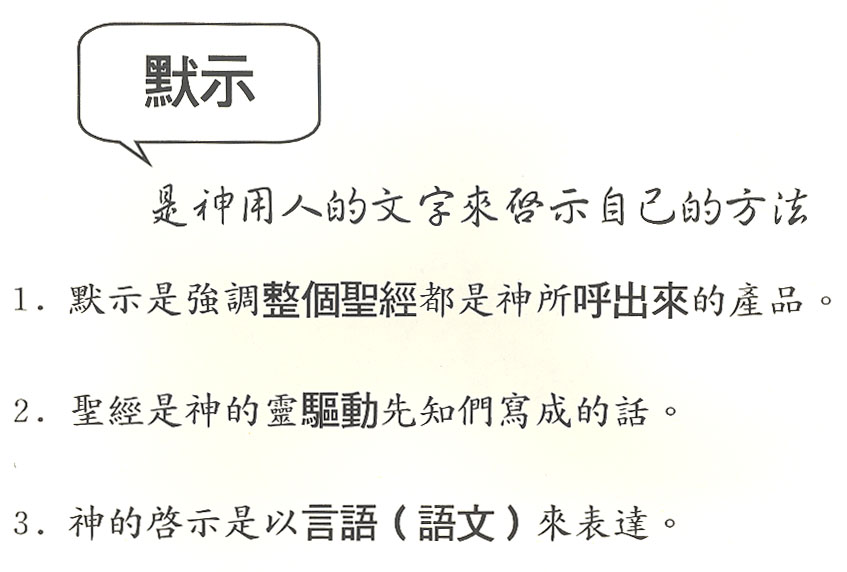 默示
是神用人的文字來啓示自己的方法
1. 默示是強調整個聖經都是神所呼出來的產品。
2. 聖經是神的靈驅動先知們寫成的話。
3. 神的啓示是以言語(語文)來表達。